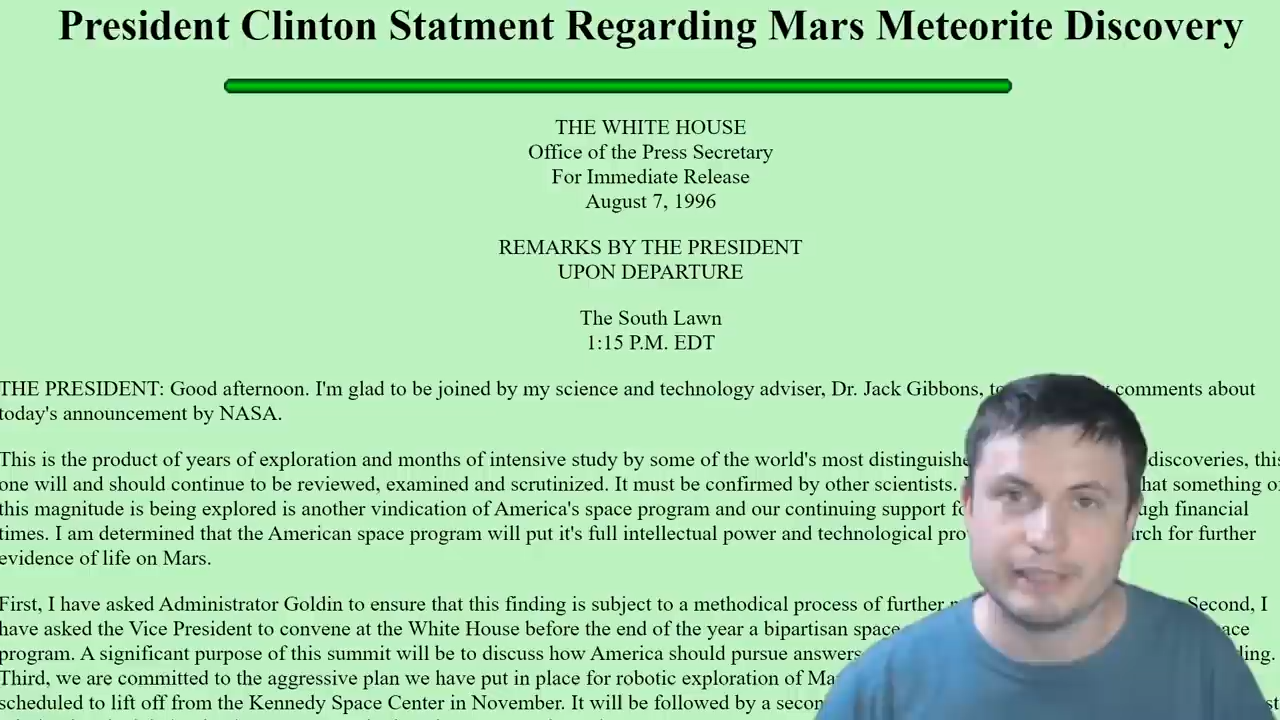 President Clinton Statment Regarding Mars Meteorite Discovery
THE WHITE HOUSE
Office of the Press Secretary
For Immediate Release
August 7, 1996
REMARKS BY THE PRESIDENT
UPON DEPARTURE
The South Lawn
1:15 P.M. EDT
THE PRESIDENT: Good afternoon. I'm glad to be joined by my science and technology adviser, Dr. Jack Gibbons, comments about
today's announcement by NASA.
This is the product of years of exploration and months of intensive study by some of the world's most discoveries, this
one will and should continue to be reviewed, examined and scrutinized. It must be confirmed by other scientists. something of
this magnitude is being explored is another vindication of America's space program and our continuing support financial
times. I am determined that the American space program will put it's full intellectual power and technological for further
evidence of life on Mars.
First, I have asked Administrator Goldin to ensure that this finding is subject to a methodical process of further Second, I
have asked the Vice President to convene at the White House before the end of the year a bipartisan space
program. A significant purpose of this summit will be to discuss how America should pursue answers
Third, we are committed to the aggressive plan we have put in place for robotic exploration of
scheduled to lift off from the Kennedy Space Center in November. It will be followed by a